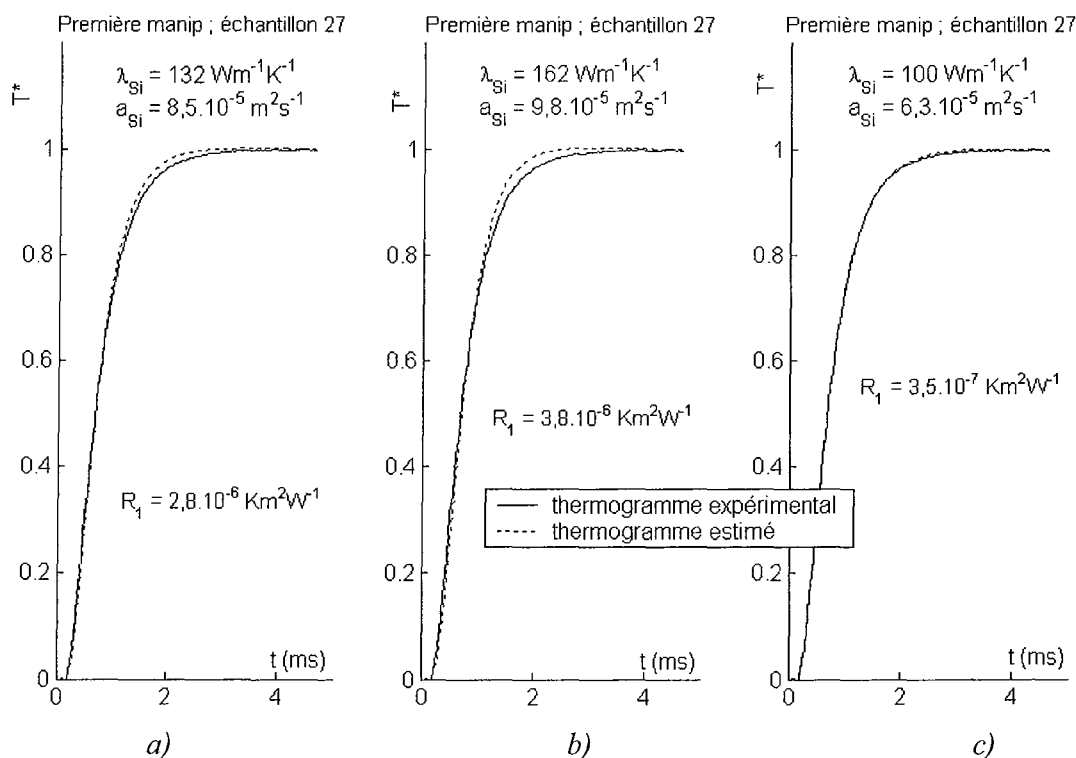 Première manip ; échantillon 27
λSi = 132 Wm⁻¹K⁻¹
aSi = 8,5.10⁻⁵ m²s⁻¹
T*
1
0.8
0.6
0.4
0.2
0
R₁ = 2,8.10⁻⁶ Km²W⁻¹
t (ms)
0 2 4
a)
Première manip ; échantillon 27
λSi = 162 Wm⁻¹K⁻¹
aSi = 9,8.10⁻⁵ m²s⁻¹
T*
1
0.8
0.6
0.4
0.2
0
R₁ = 3,8.10⁻⁶ Km²W⁻¹
thermogramme expérimental
thermogramme estimé
t (ms)
0 2 4
b)
Première manip ; échantillon 27
λSi = 100 Wm⁻¹K⁻¹
aSi = 6,3.10⁻⁵ m²s⁻¹
T*
1
0.8
0.6
0.2
0
R₁ = 3,5.10⁻⁷ Km²W⁻¹
t (ms)
0 2 4
c)